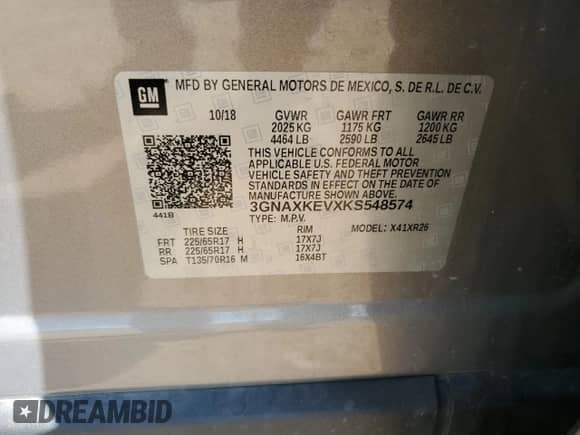 GM
MFD BY GENERAL MOTORS DE MEXICO, S. DE R.L. DE C.V.
10/18 GVWR GAWR FRT GAWR RR
2025 KG 1175 KG 1200 KG
4464 LB 2590 LB 2645 LB
THIS VEHICLE CONFORMS TO ALL
APPLICABLE U.S. FEDERAL MOTOR
VEHICLE SAFETY AND THEFT PREVENTION
STANDARDS IN EFFECT ON THE DATE OF
MANUFACTURE SHOWN ABOVE.
3GNAXKEVXKS548574
441B
TYPE: M.P.V.
TIRE SIZE RIM MODEL: X41XR26
FRT 225/65R17 H 17X7J
RR 225/65R17 H 17X7J
SPA T135/70R16 M 16X4BT
DREAMBID